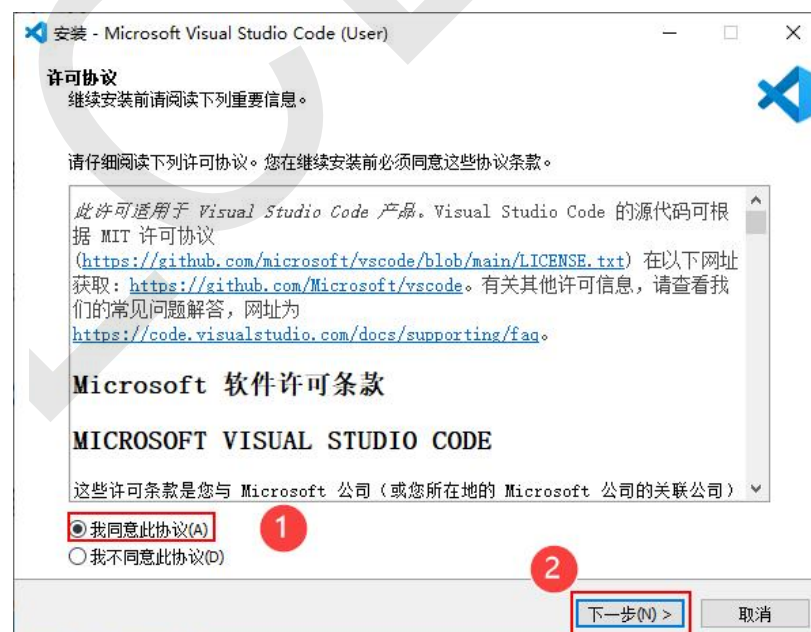 安装 - Microsoft Visual Studio Code (User)
许可协议
继续安装前请阅读下列重要信息。
请仔细阅读下列许可协议。您在继续安装前必须同意这些协议条款。
此许可适用于 Visual Studio Code 产品。Visual Studio Code 的源代码可根
据 MIT 许可协议
(https://github.com/microsoft/vscode/blob/main/LICENSE.txt) 在以下网址
获取：https://github.com/Microsoft/vscode。有关其他许可信息，请查看我
们的常见问题解答，网址为
https://code.visualstudio.com/docs/supporting/faq。
Microsoft 软件许可条款
MICROSOFT VISUAL STUDIO CODE
这些许可条款是您与 Microsoft 公司（或您所在地的 Microsoft 公司的关联公司）
我同意此协议(A)
1
我不同意此协议(D)
2
下一步(N) >
取消